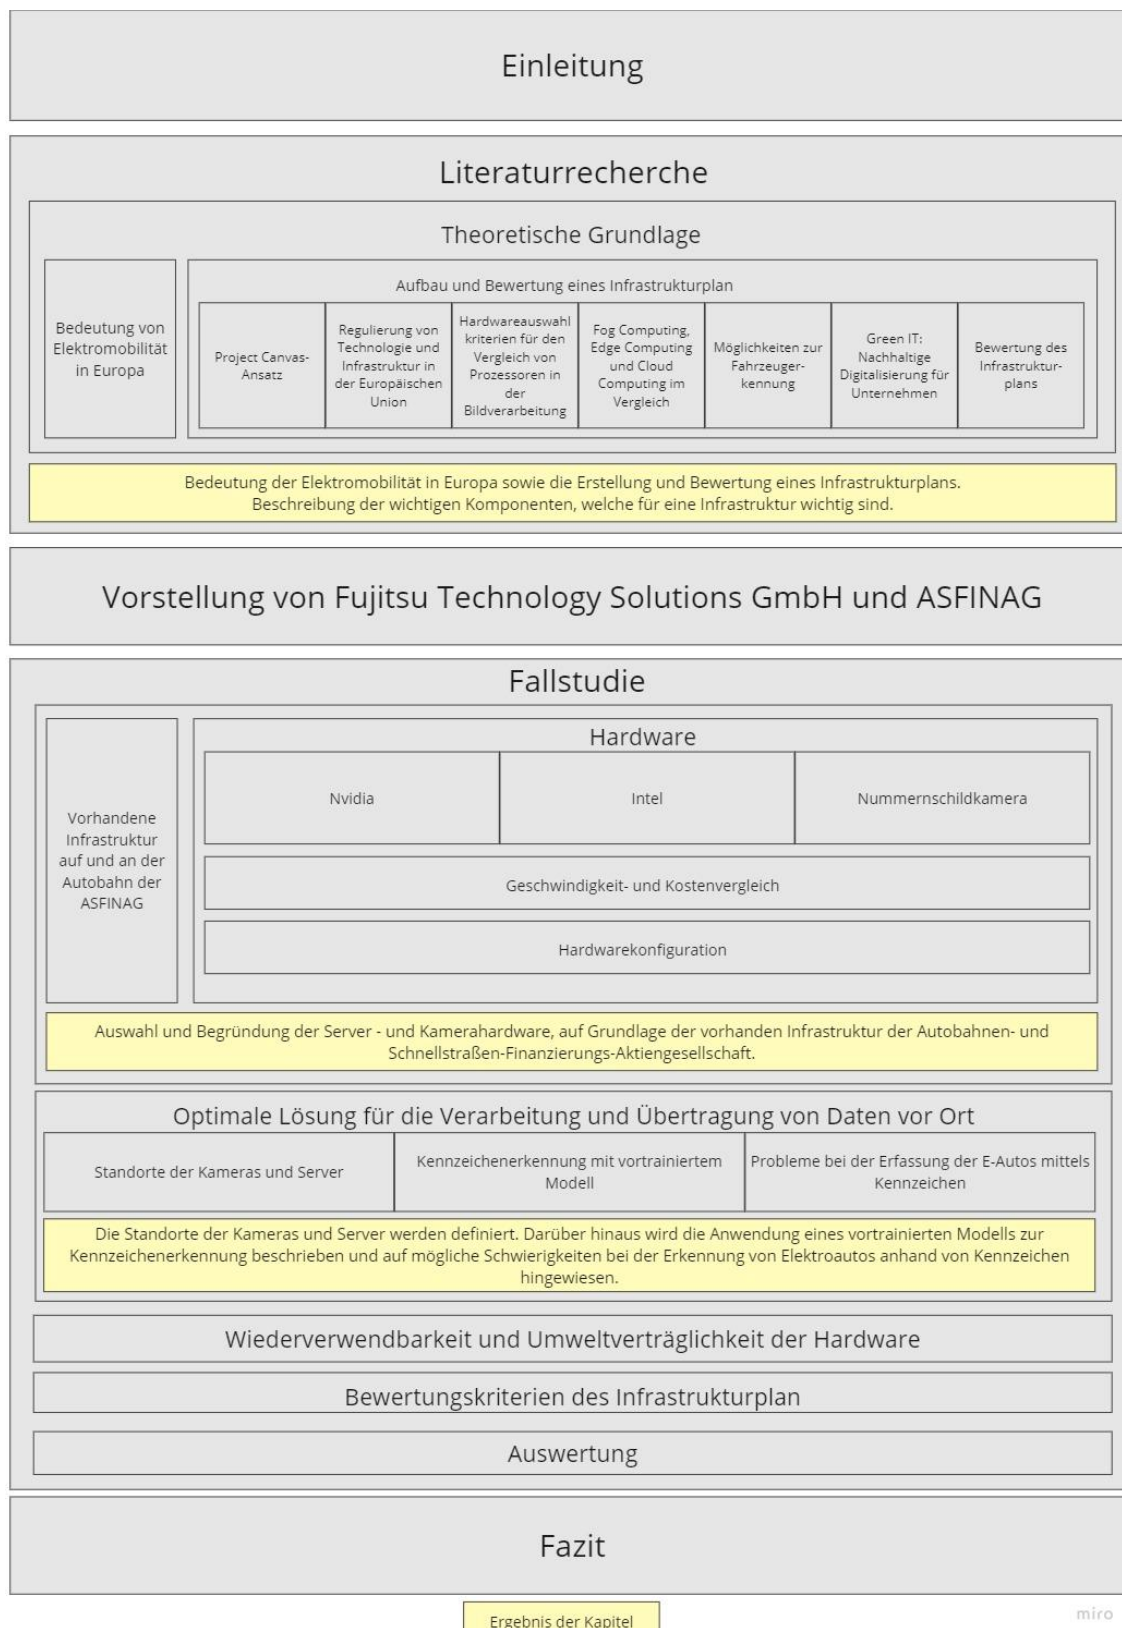 Einleitung
Literaturrecherche
Theoretische Grundlage
Bedeutung von
Elektromobilität
in Europa
Aufbau und Bewertung eines Infrastrukturplan
Project Canvas-
Ansatz
Regulierung von
Technologie und
Infrastruktur in
der Europäischen
Union
Hardwareauswahl
kriterien für den
Vergleich von
Prozessoren in
der
Bildverarbeitung
Fog Computing,
Edge Computing
und Cloud
Computing im
Vergleich
Möglichkeiten zur
Fahrzeuger-
kennung
Green IT:
Nachhaltige
Digitalisierung für
Unternehmen
Bewertung des
Infrastruktur-
plans
Bedeutung der Elektromobilität in Europa sowie die Erstellung und Bewertung eines Infrastrukturplans.
Beschreibung der wichtigen Komponenten, welche für eine Infrastruktur wichtig sind.
Vorstellung von Fujitsu Technology Solutions GmbH und ASFINAG
Fallstudie
Vorhandene
Infrastruktur
auf und an der
Autobahn der
ASFINAG
Hardware
Nvidia
Intel
Nummernschildkamera
Geschwindigkeit- und Kostenvergleich
Hardwarekonfiguration
Auswahl und Begründung der Server - und Kamerahardware, auf Grundlage der vorhanden Infrastruktur der Autobahnen- und
Schnellstraßen-Finanzierungs-Aktiengesellschaft.
Optimale Lösung für die Verarbeitung und Übertragung von Daten vor Ort
Standorte der Kameras und Server
Kennzeichenerkennung mit vortrainiertem
Modell
Probleme bei der Erfassung der E-Autos mittels
Kennzeichen
Die Standorte der Kameras und Server werden definiert. Darüber hinaus wird die Anwendung eines vortrainierten Modells zur
Kennzeichenerkennung beschrieben und auf mögliche Schwierigkeiten bei der Erkennung von Elektroautos anhand von Kennzeichen
hingewiesen.
Wiederverwendbarkeit und Umweltverträglichkeit der Hardware
Bewertungskriterien des Infrastrukturplan
Auswertung
Fazit
Ergebnis der Kapitel
miro